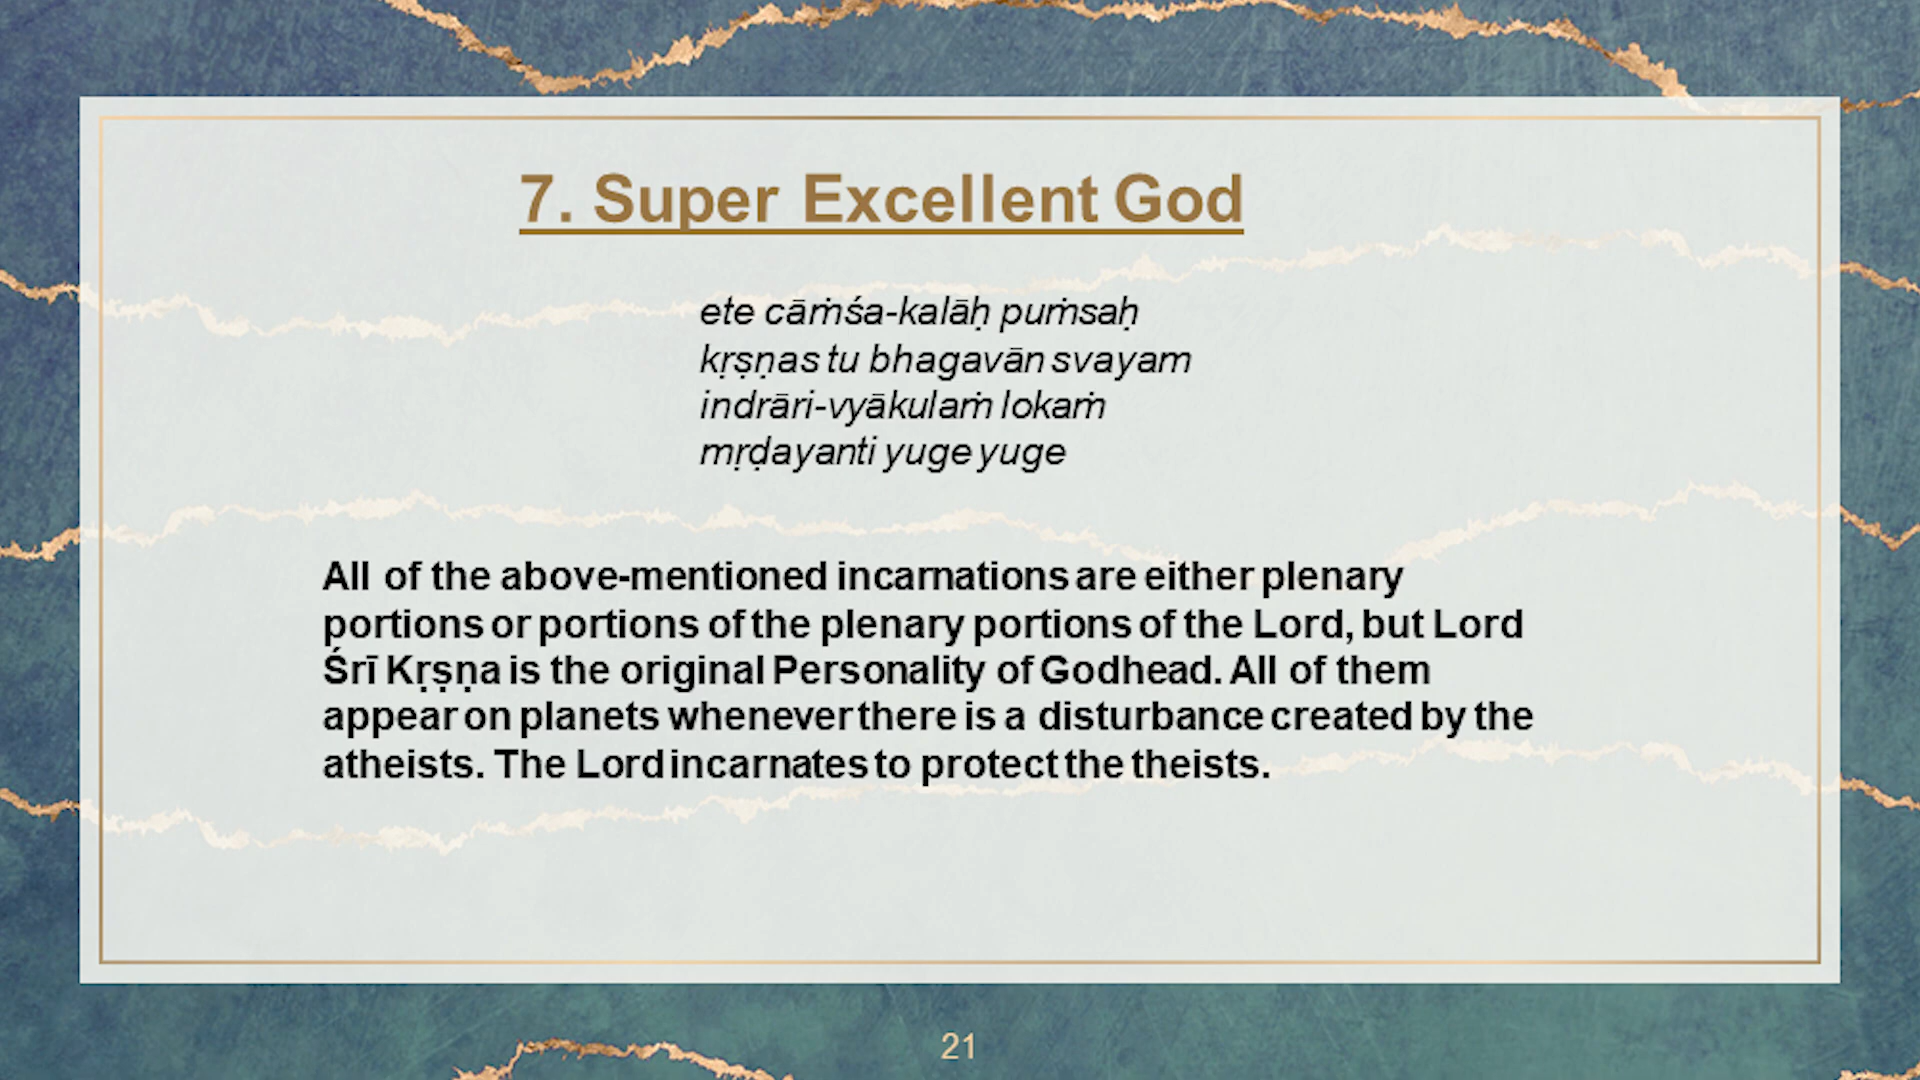 7. Super Excellent God
ete cāṁśa-kalāḥ puṁsaḥ
kṛṣṇas tu bhagavān svayam
indrāri-vyākulaṁ lokaṁ
mṛḍayanti yuge yuge
All of the above-mentioned incarnations are either plenary
portions or portions of the plenary portions of the Lord, but Lord
Śrī Kṛṣṇa is the original Personality of Godhead. All of them
appear on planets whenever there is a disturbance created by the
atheists. The Lord incarnates to protect the theists.
21